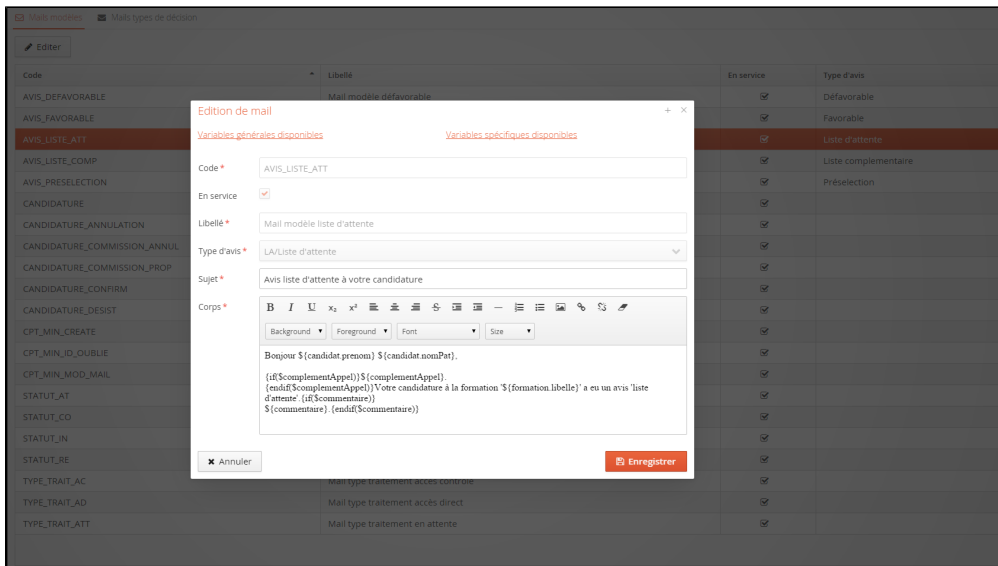 Mails modèles Mails types de décision
Editer
Code Libellé En service Type d'avis
AVIS_DEFAVORABLE Mail modèle défavorable Défavorable
AVIS_FAVORABLE Favorable
AVIS_LISTE_ATT Liste d'attente
AVIS_LISTE_COMP Liste complementaire
AVIS_PRESELECTION Préselection
CANDIDATURE
CANDIDATURE_ANNULATION
CANDIDATURE_COMMISSION_ANNUL
CANDIDATURE_COMMISSION_PROP
CANDIDATURE_CONFIRM
CANDIDATURE_DESIST
CPT_MIN_CREATE
CPT_MIN_ID_OUBLIE
CPT_MIN_MOD_MAIL
STATUT_AT
STATUT_CO
STATUT_IN
STATUT_RE
TYPE_TRAIT_AC Mail type traitement accès contrôlé
TYPE_TRAIT_AD Mail type traitement accès direct
TYPE_TRAIT_ATT Mail type traitement en attente
Edition de mail + ×
Variables générales disponibles Variables spécifiques disponibles
Code * AVIS_LISTE_ATT
En service
Libellé * Mail modèle liste d'attente
Type d'avis * LA/Liste d'attente
Sujet * Avis liste d'attente à votre candidature
Corps * B I U x₂ x² S
Background Foreground Font Size
Bonjour ${candidat.prenom} ${candidat.nomPat},
{if($complementAppel)}${complementAppel}.
{endif($complementAppel)}Votre candidature à la formation '${formation.libelle}' a eu un avis 'liste
d'attente'.{if($commentaire)}
${commentaire}.{endif($commentaire)}
Annuler Enregistrer